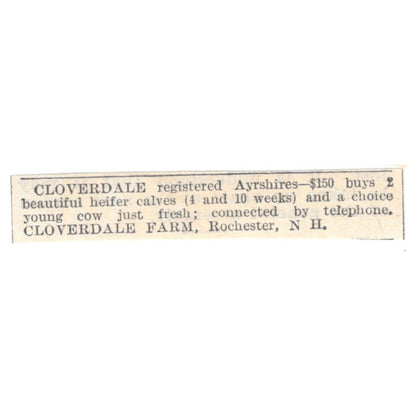 CLOVERDALE registered Ayrshires—$150 buys 2
beautiful heifer calves (4 and 10 weeks) and a choice
young cow just fresh; connected by telephone.
CLOVERDALE FARM, Rochester, N H.